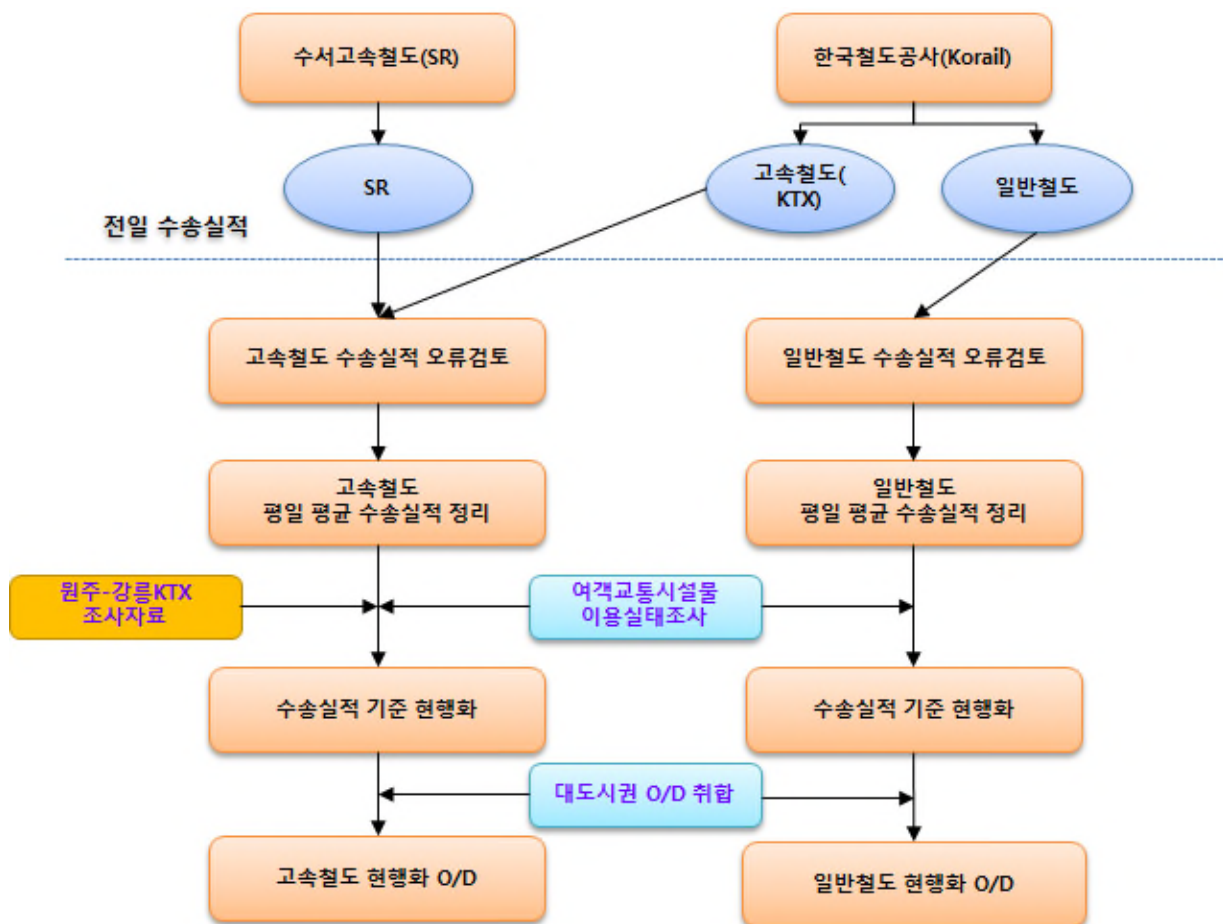 수서고속철도(SR)
한국철도공사(Korail)
SR
고속철도(
KTX)
일반철도
전일 수송실적
고속철도 수송실적 오류검토
일반철도 수송실적 오류검토
고속철도
평일 평균 수송실적 정리
일반철도
평일 평균 수송실적 정리
원주-강릉KTX
조사자료
여객교통시설물
이용실태조사
수송실적 기준 현행화
수송실적 기준 현행화
대도시권 O/D 취합
고속철도 현행화 O/D
일반철도 현행화 O/D